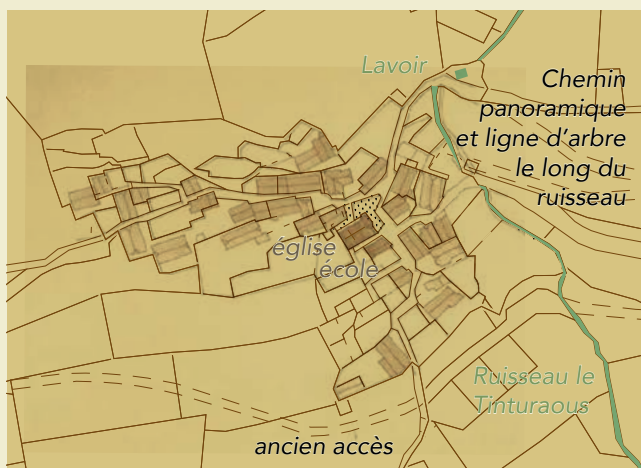 Lavoir
Chemin
panoramique
et ligne d'arbre
le long du
ruisseau
église
école
Ruisseau le
Tinturaous
ancien accès